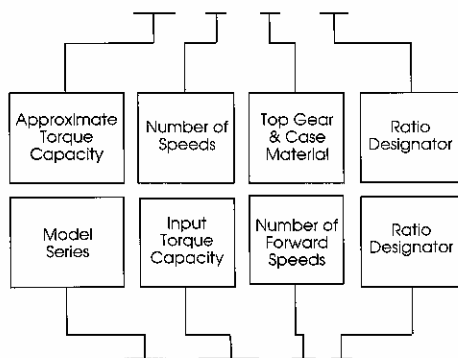 Approximate
Torque
Capacity
Number of
Speeds
Top Gear
& Case
Material
Ratio
Designator
Model
Series
Input
Torque
Capacity
Number of
Forward
Speeds
Ratio
Designator